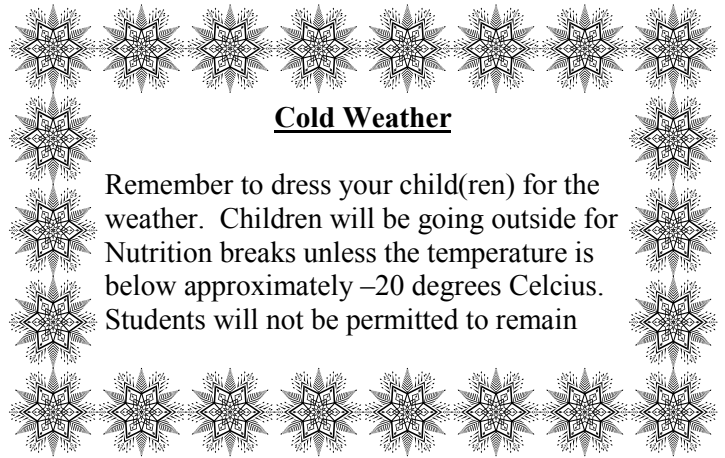 Cold Weather
Remember to dress your child(ren) for the
weather.  Children will be going outside for
Nutrition breaks unless the temperature is
below approximately –20 degrees Celcius.
Students will not be permitted to remain